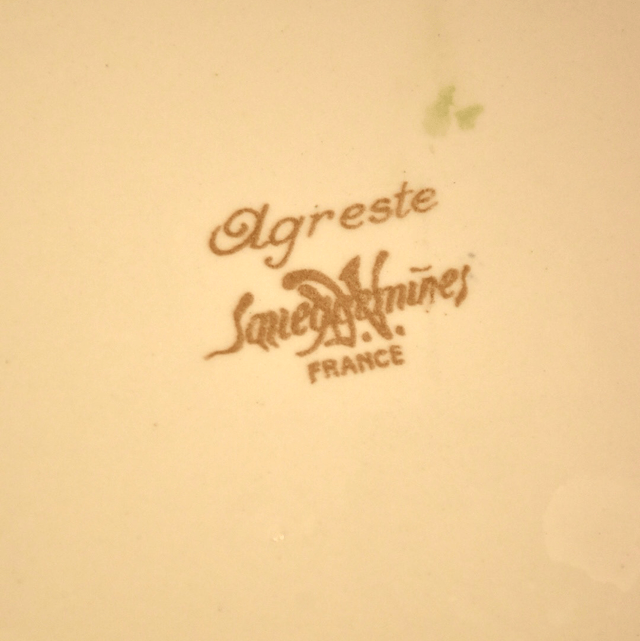 Agreste
Sarreguemines
D.V.
FRANCE